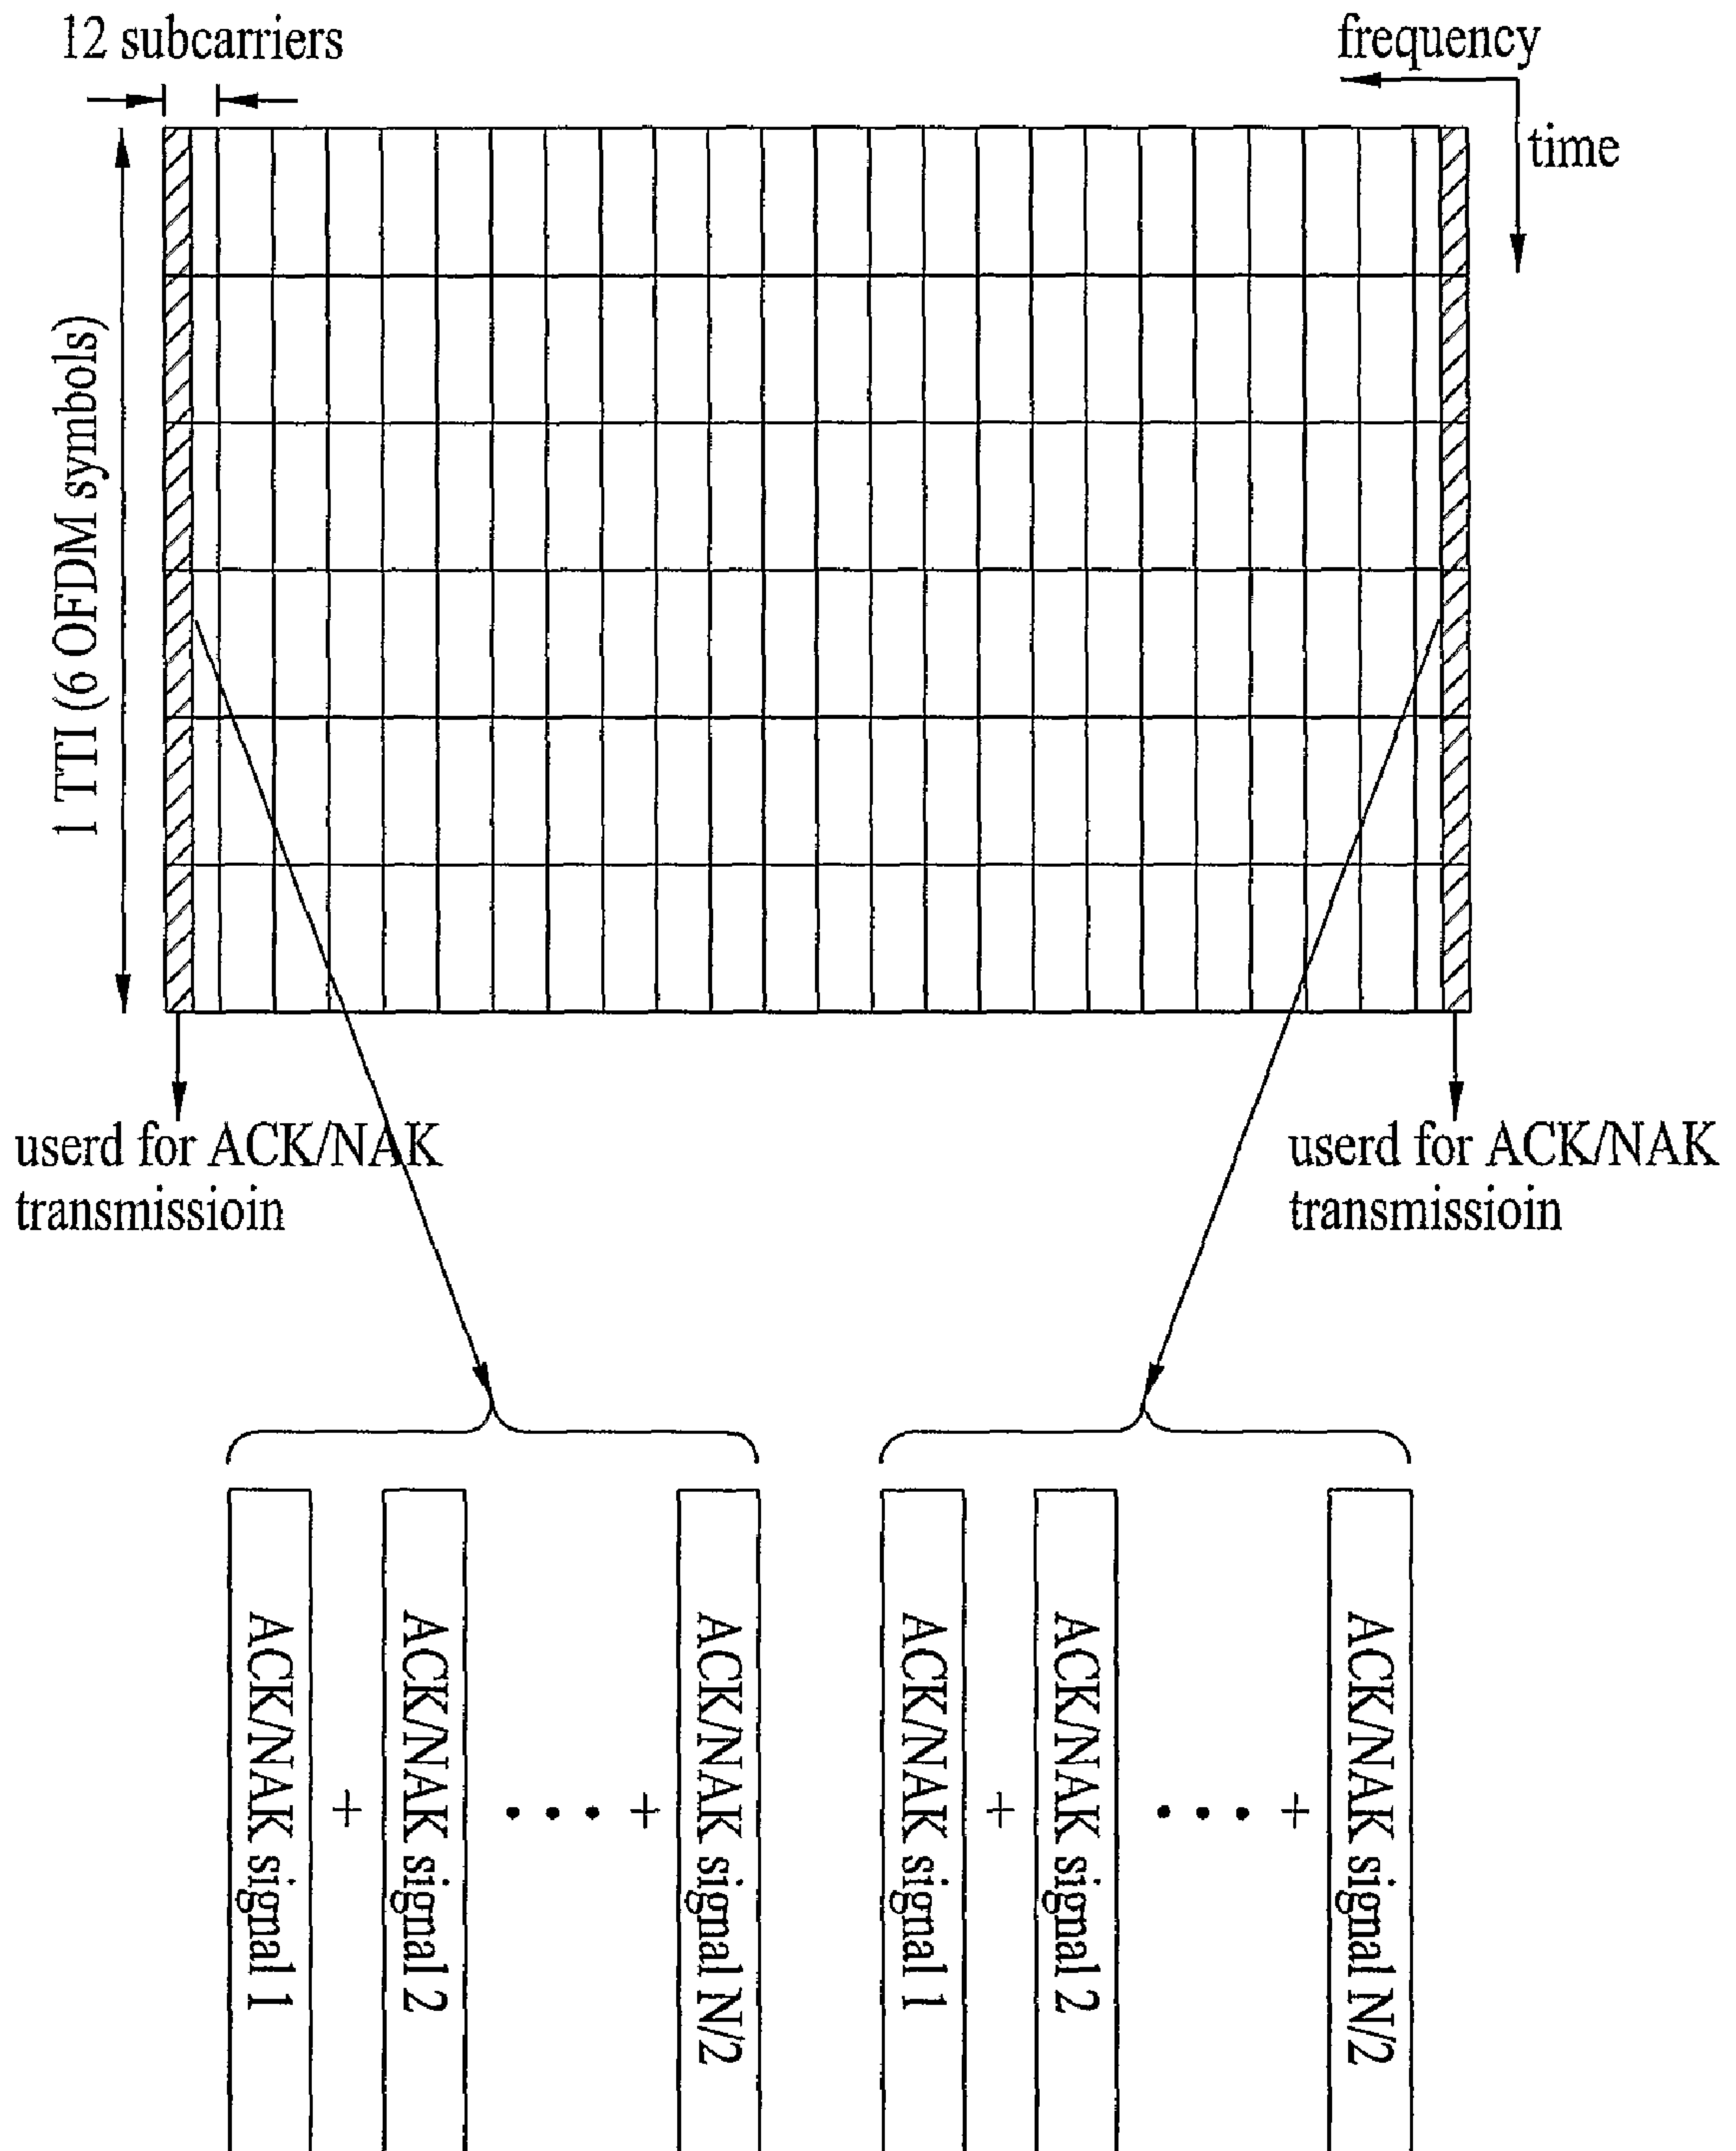 12 subcarriers
frequency
time
1 TTI (6 OFDM symbols)
userd for ACK/NAK
transmissioin
userd for ACK/NAK
transmissioin
ACK/NAK signal 1
+
ACK/NAK signal 2
• • • +
ACK/NAK signal N/2
ACK/NAK signal 1
+
ACK/NAK signal 2
• • • +
ACK/NAK signal N/2